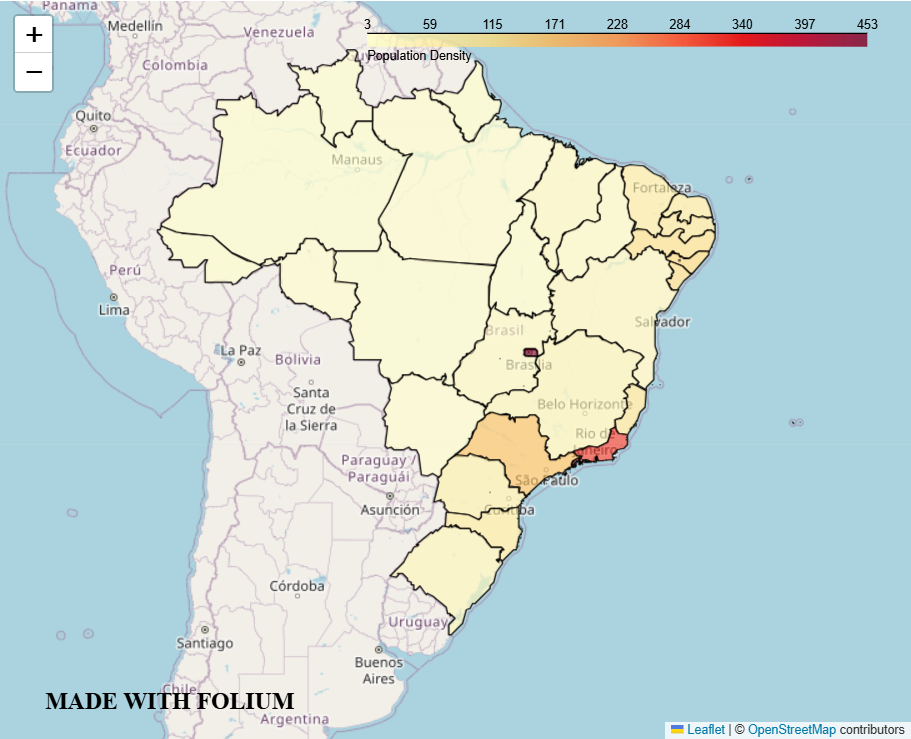 Panama
+
−
Medellín
Venezuela
Colombia
3 59 115 171 228 284 340 397 453
Population Density
Quito
Ecuador
Manaus
Fortaleza
Perú
Lima
Salvador
Brasil
La Paz
Bolivia
Brasília
Santa
Cruz de
la Sierra
Belo Horizonte
Rio de
Janeiro
Paraguay /
Paraguái
São Paulo
Asunción
Curitiba
Córdoba
Uruguay
Santiago
Buenos
Aires
Chile
MADE WITH FOLIUM
Argentina
Leaflet | © OpenStreetMap contributors